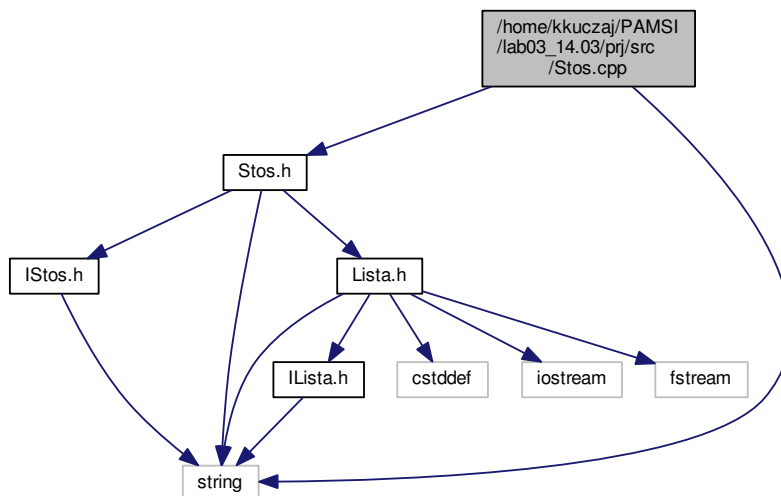 /home/kkuczaj/PAMSI
/lab03_14.03/prj/src
/Stos.cpp
Stos.h
IStos.h
Lista.h
ILista.h
cstddef
iostream
fstream
string